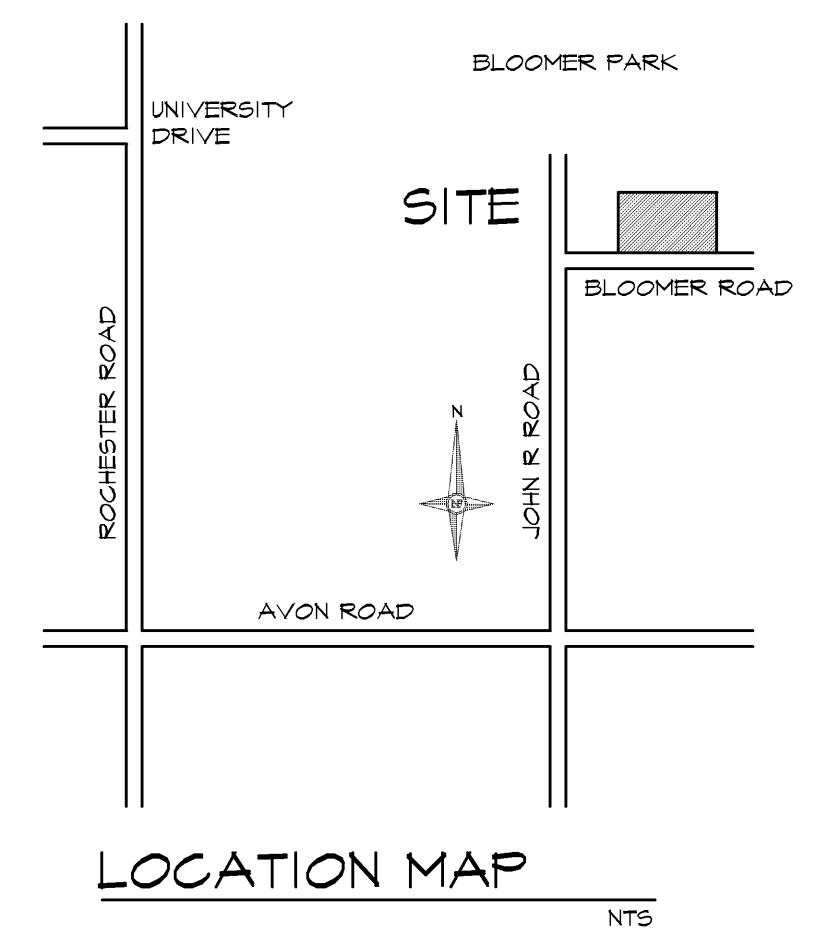 BLOOMER PARK
UNIVERSITY
DRIVE
SITE
BLOOMER ROAD
ROCHESTER ROAD
JOHN R ROAD
N
AVON ROAD
LOCATION MAP
NTS